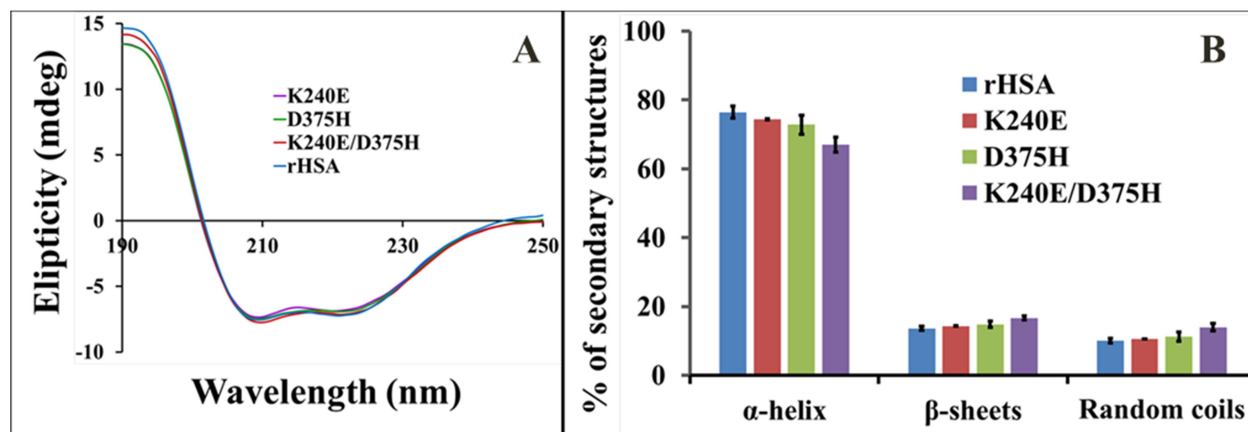 A
Elipticity (mdeg)
15
10
5
0
-5
-10
190
210
230
250
K240E
D375H
K240E/D375H
rHSA
Wavelength (nm)
B
% of secondary structures
100
80
60
40
20
0
rHSA
K240E
D375H
K240E/D375H
α-helix
β-sheets
Random coils